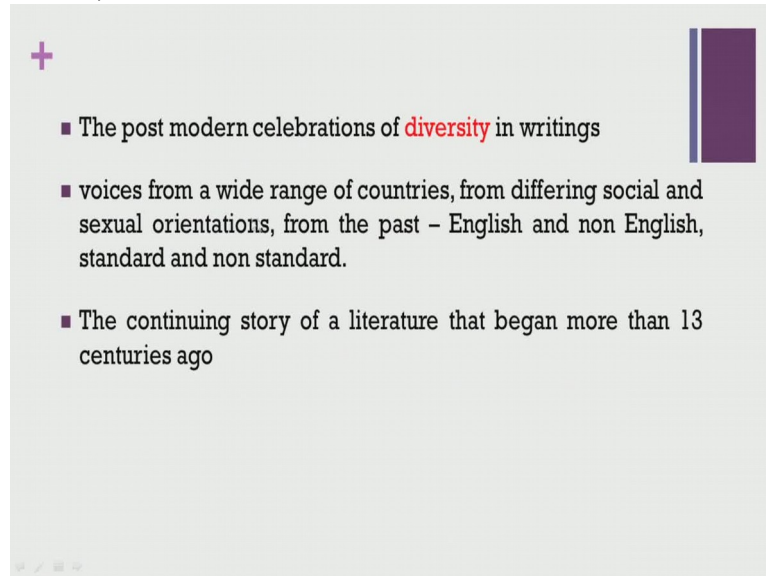 The post modern celebrations of diversity in writings
voices from a wide range of countries, from differing social and
sexual orientations, from the past – English and non English,
standard and non standard.
The continuing story of a literature that began more than 13
centuries ago